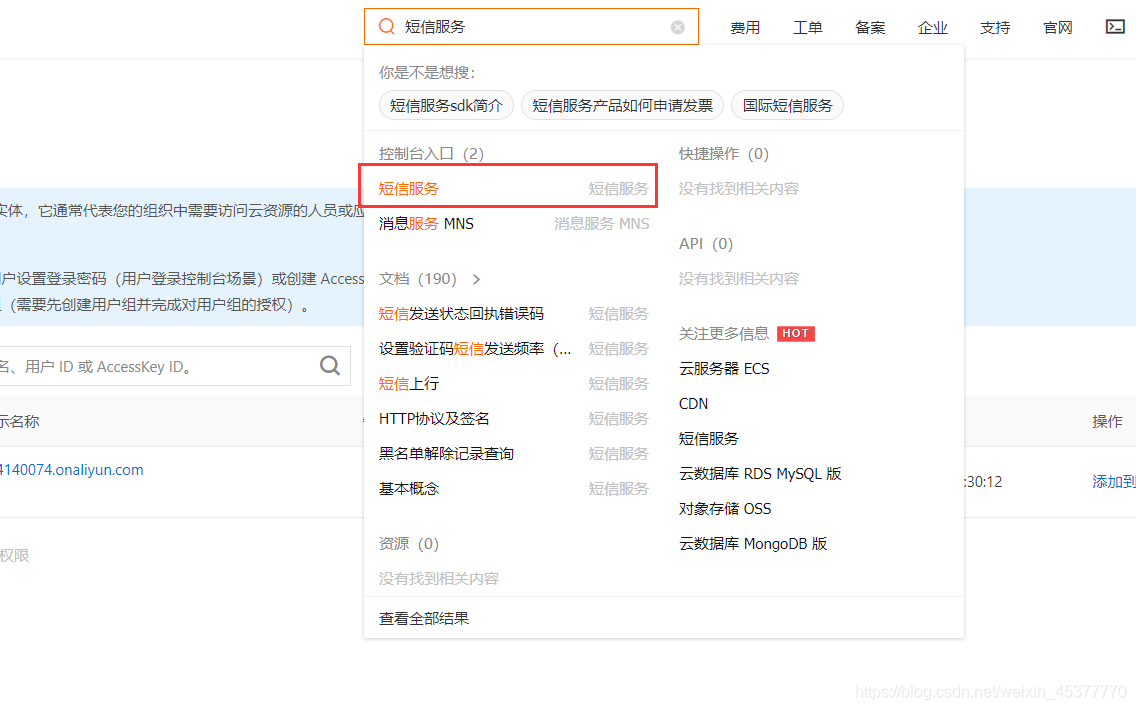 短信服务
费用 工单 备案 企业 支持 官网
你是不是想搜:
短信服务sdk简介 短信服务产品如何申请发票 国际短信服务
控制台入口 (2)
短信服务 短信服务
消息服务 MNS 消息服务 MNS
文档 (190) >
短信发送状态回执错误码 短信服务
设置验证码短信发送频率 (... 短信服务
短信上行 短信服务
HTTP协议及签名 短信服务
黑名单解除记录查询 短信服务
基本概念 短信服务
资源 (0)
没有找到相关内容
查看全部结果
快捷操作 (0)
没有找到相关内容
API (0)
没有找到相关内容
关注更多信息 HOT
云服务器 ECS
CDN
短信服务
云数据库 RDS MySQL 版
对象存储 OSS
云数据库 MongoDB 版
实体，它通常代表您的组织中需要访问云资源的人员或应
户设置登录密码（用户登录控制台场景）或创建 Access
（需要先创建用户组并完成对用户组的授权）。
名、用户 ID 或 AccessKey ID。
示名称
操作
4140074.onaliyun.com
:30:12
添加到
权限
https://blog.csdn.net/weixin_45377770